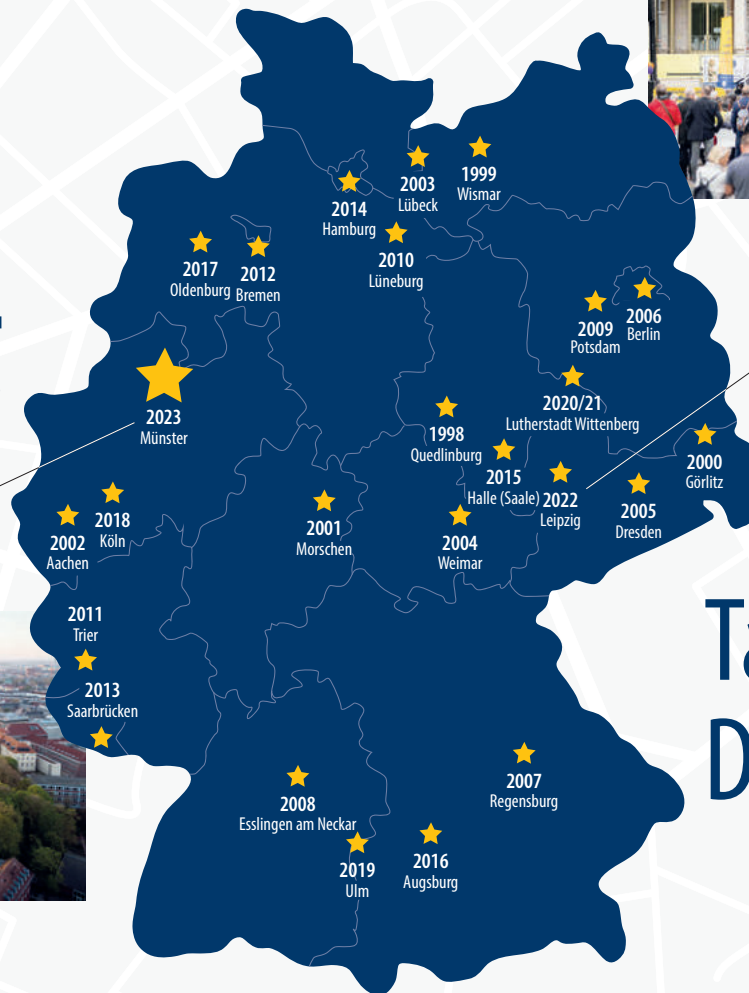 1999
Wismar
2003
Lübeck
2014
Hamburg
2010
Lüneburg
2017
Oldenburg
2012
Bremen
2006
Berlin
2009
Potsdam
2023
Münster
2020/21
Lutherstadt Wittenberg
1998
Quedlinburg
2015
Halle (Saale)
2022
Leipzig
2000
Görlitz
2005
Dresden
2018
Köln
2002
Aachen
2001
Morschen
2004
Weimar
2011
Trier
2013
Saarbrücken
2007
Regensburg
2008
Esslingen am Neckar
2019
Ulm
2016
Augsburg